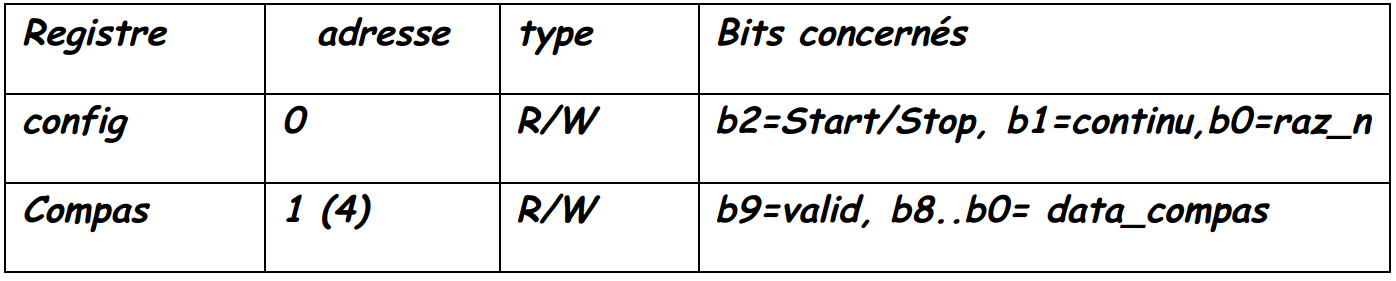 Registre adresse type Bits concernés
config 0 R/W b2=Start/Stop, b1=continu,b0=raz_n
Compas 1 (4) R/W b9=valid, b8..b0= data_compas